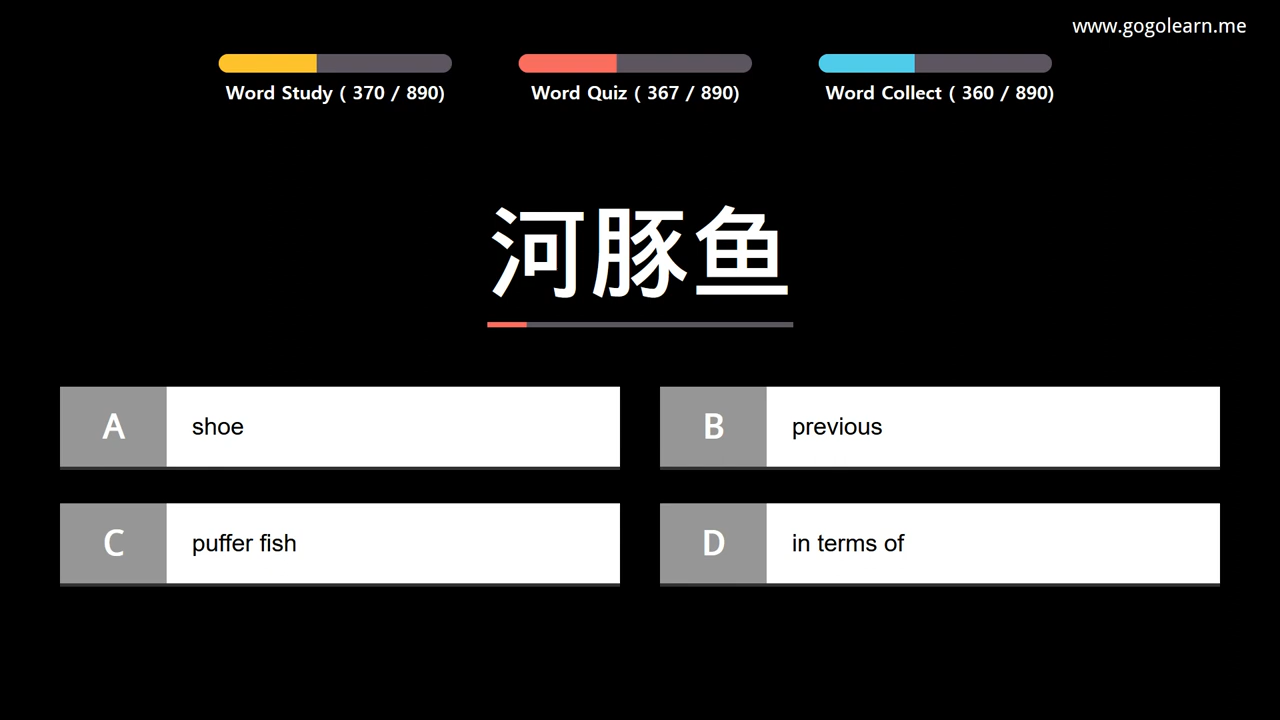 www.gogolearn.me
Word Study ( 370 / 890)
Word Quiz ( 367 / 890)
Word Collect ( 360 / 890)
河豚鱼
A shoe
B previous
C puffer fish
D in terms of